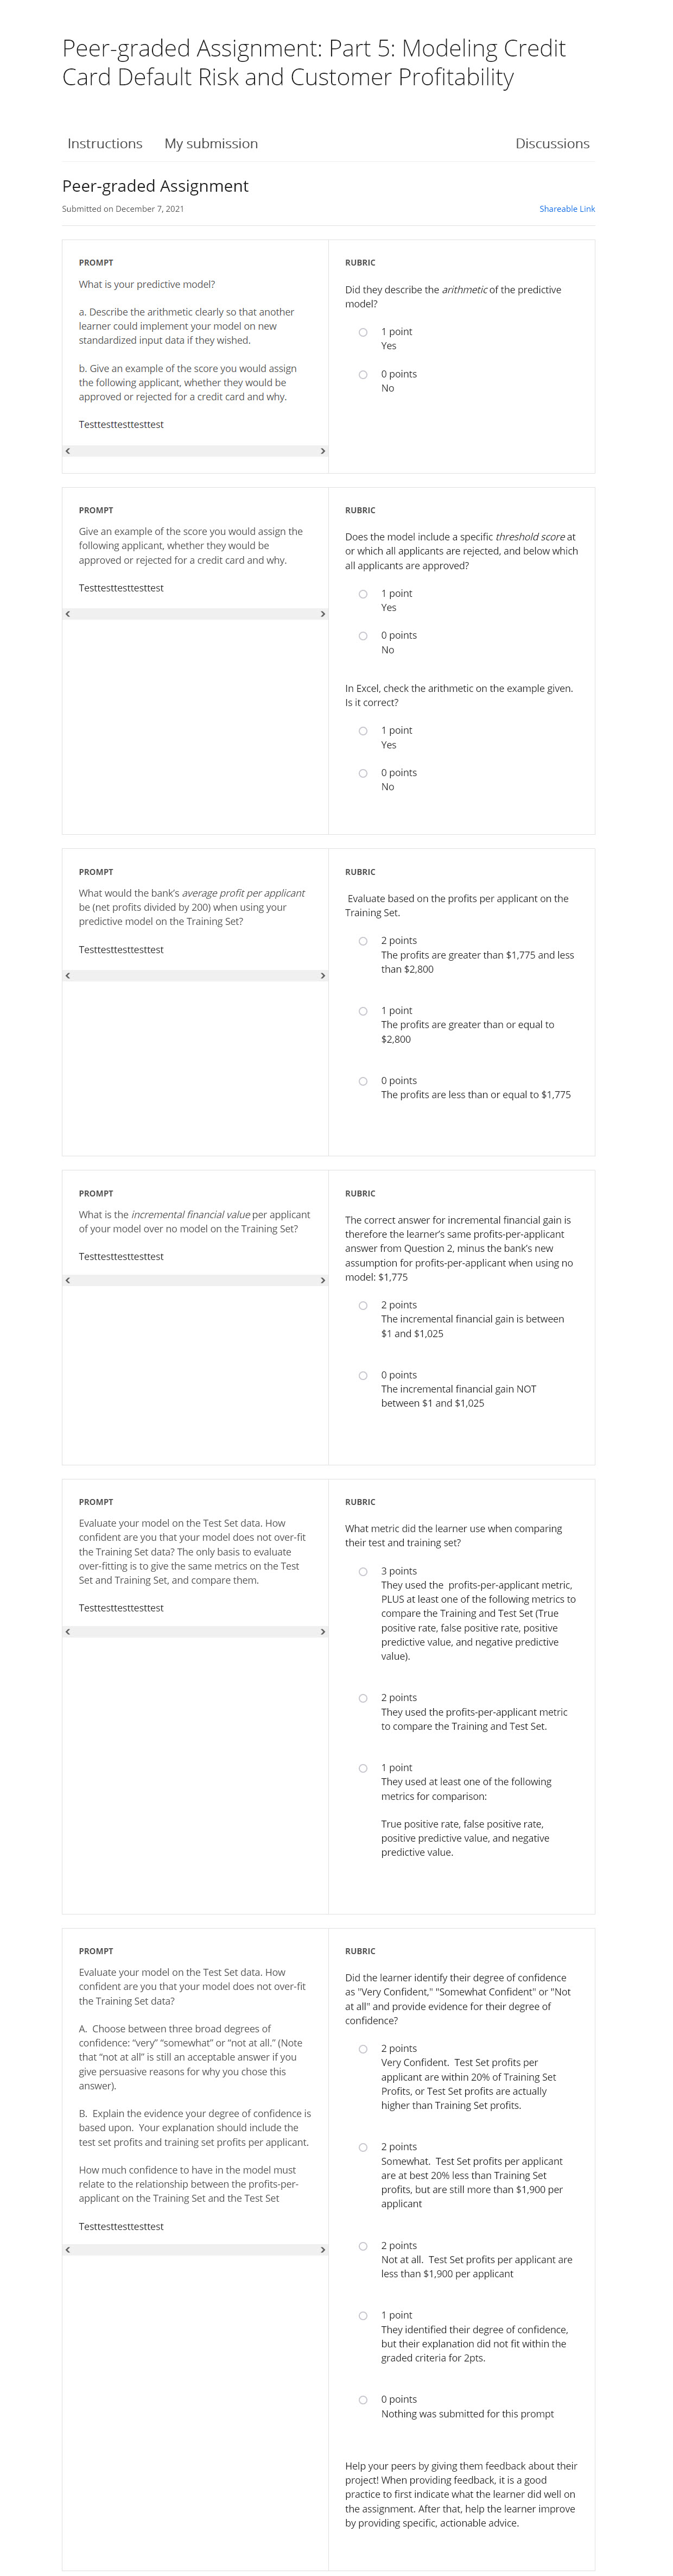 Peer-graded Assignment: Part 5: Modeling Credit
Card Default Risk and Customer Profitability
Instructions My submission Discussions
Peer-graded Assignment
Submitted on December 7, 2021 Shareable Link
PROMPT
What is your predictive model?
a. Describe the arithmetic clearly so that another
learner could implement your model on new
standardized input data if they wished.
b. Give an example of the score you would assign
the following applicant, whether they would be
approved or rejected for a credit card and why.
Testtesttesttesttest
RUBRIC
Did they describe the arithmetic of the predictive
model?
1 point
Yes
0 points
No
PROMPT
Give an example of the score you would assign the
following applicant, whether they would be
approved or rejected for a credit card and why.
Testtesttesttesttest
RUBRIC
Does the model include a specific threshold score at
or which all applicants are rejected, and below which
all applicants are approved?
1 point
Yes
0 points
No
In Excel, check the arithmetic on the example given.
Is it correct?
1 point
Yes
0 points
No
PROMPT
What would the bank's average profit per applicant
be (net profits divided by 200) when using your
predictive model on the Training Set?
Testtesttesttesttest
RUBRIC
Evaluate based on the profits per applicant on the
Training Set.
2 points
The profits are greater than $1,775 and less
than $2,800
1 point
The profits are greater than or equal to
$2,800
0 points
The profits are less than or equal to $1,775
PROMPT
What is the incremental financial value per applicant
of your model over no model on the Training Set?
Testtesttesttesttest
RUBRIC
The correct answer for incremental financial gain is
therefore the learner's same profits-per-applicant
answer from Question 2, minus the bank's new
assumption for profits-per-applicant when using no
model: $1,775
2 points
The incremental financial gain is between
$1 and $1,025
0 points
The incremental financial gain NOT
between $1 and $1,025
PROMPT
Evaluate your model on the Test Set data. How
confident are you that your model does not over-fit
the Training Set data? The only basis to evaluate
over-fitting is to give the same metrics on the Test
Set and Training Set, and compare them.
Testtesttesttesttest
RUBRIC
What metric did the learner use when comparing
their test and training set?
3 points
They used the profits-per-applicant metric,
PLUS at least one of the following metrics to
compare the Training and Test Set (True
positive rate, false positive rate, positive
predictive value, and negative predictive
value).
2 points
They used the profits-per-applicant metric
to compare the Training and Test Set.
1 point
They used at least one of the following
metrics for comparison:
True positive rate, false positive rate,
positive predictive value, and negative
predictive value.
PROMPT
Evaluate your model on the Test Set data. How
confident are you that your model does not over-fit
the Training Set data?
A. Choose between three broad degrees of
confidence: “very” “somewhat” or “not at all.” (Note
that “not at all” is still an acceptable answer if you
give persuasive reasons for why you chose this
answer).
B. Explain the evidence your degree of confidence is
based upon. Your explanation should include the
test set profits and training set profits per applicant.
How much confidence to have in the model must
relate to the relationship between the profits-per-
applicant on the Training Set and the Test Set
Testtesttesttesttest
RUBRIC
Did the learner identify their degree of confidence
as "Very Confident," "Somewhat Confident" or "Not
at all" and provide evidence for their degree of
confidence?
2 points
Very Confident. Test Set profits per
applicant are within 20% of Training Set
Profits, or Test Set profits are actually
higher than Training Set profits.
2 points
Somewhat. Test Set profits per applicant
are at best 20% less than Training Set
profits, but are still more than $1,900 per
applicant
2 points
Not at all. Test Set profits per applicant are
less than $1,900 per applicant
1 point
They identified their degree of confidence,
but their explanation did not fit within the
graded criteria for 2pts.
0 points
Nothing was submitted for this prompt
Help your peers by giving them feedback about their
project! When providing feedback, it is a good
practice to first indicate what the learner did well on
the assignment. After that, help the learner improve
by providing specific, actionable advice.